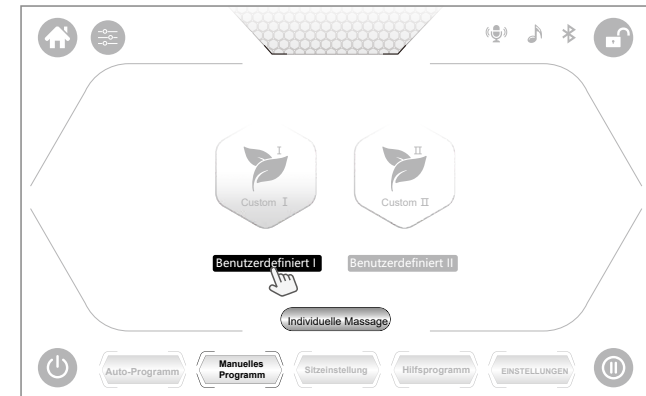 I
II
Custom I
Custom II
Benutzerdefiniert I
Benutzerdefiniert II
Individuelle Massage
Auto-Programm
Manuelles
Programm
Sitzeinstellung
Hilfsprogramm
EINSTELLUNGEN